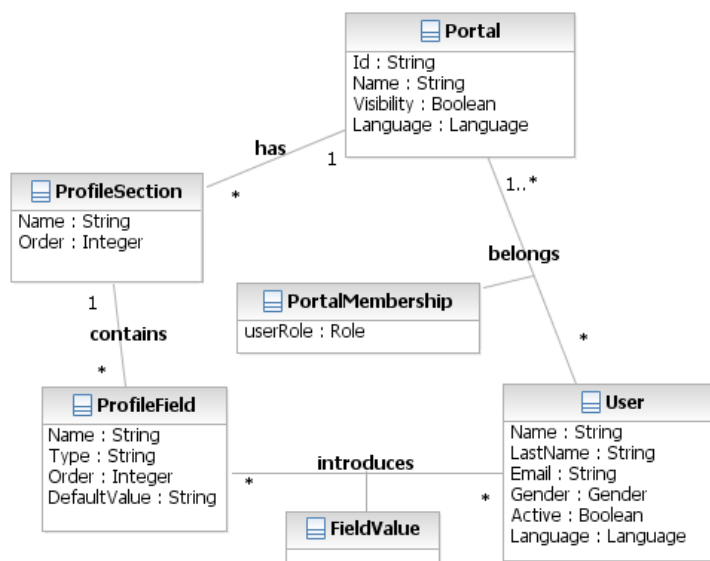 Portal
Id : String
Name : String
Visibility : Boolean
Language : Language
has
1
*
1..*
ProfileSection
Name : String
Order : Integer
belongs
PortalMembership
userRole : Role
1
contains
*
*
ProfileField
Name : String
Type : String
Order : Integer
DefaultValue : String
User
Name : String
LastName : String
Email : String
Gender : Gender
Active : Boolean
Language : Language
introduces
*
*
FieldValue